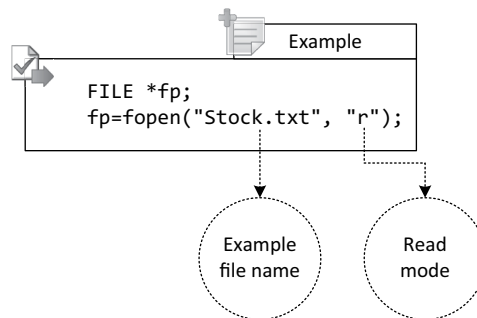 Example
FILE *fp;
fp=fopen("Stock.txt", "r");
Example
file name
Read
mode